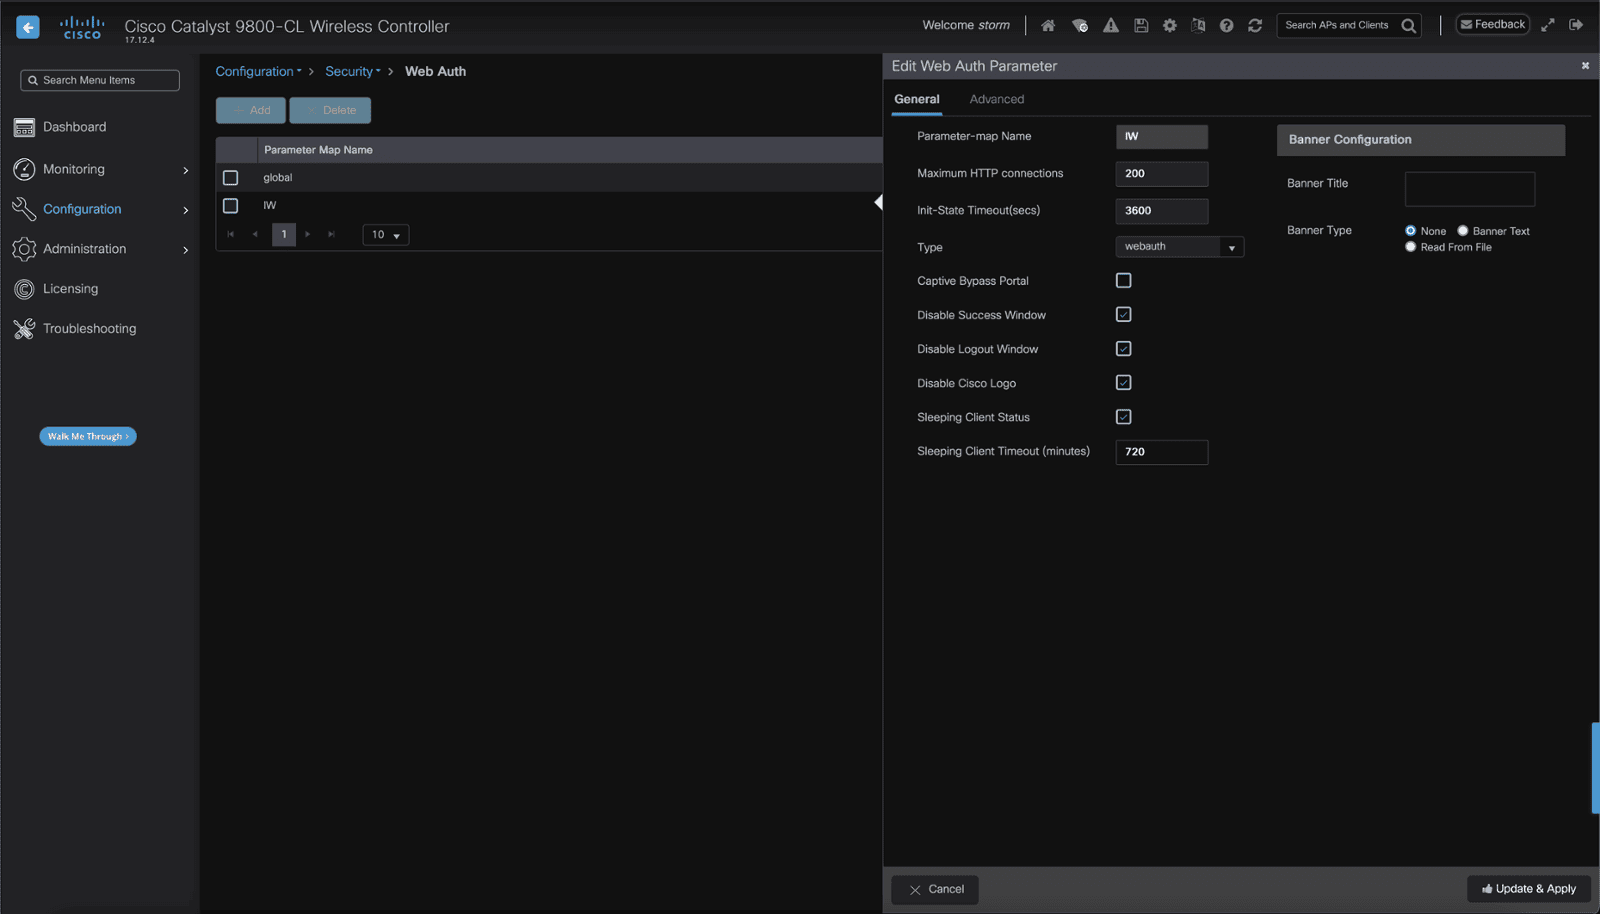 CISCO
Cisco Catalyst 9800-CL Wireless Controller
17.12.4
Welcome storm
Search APs and Clients
Feedback
Search Menu Items
Dashboard
Monitoring
Configuration
Administration
Licensing
Troubleshooting
Walk Me Through >
Configuration > Security > Web Auth
Add
Delete
Parameter Map Name
global
IW
1
10
Edit Web Auth Parameter
General
Advanced
Parameter-map Name
IW
Maximum HTTP connections
200
Init-State Timeout(secs)
3600
Type
webauth
Captive Bypass Portal
Disable Success Window
Disable Logout Window
Disable Cisco Logo
Sleeping Client Status
Sleeping Client Timeout (minutes)
720
Banner Configuration
Banner Title
Banner Type
None
Banner Text
Read From File
Cancel
Update & Apply